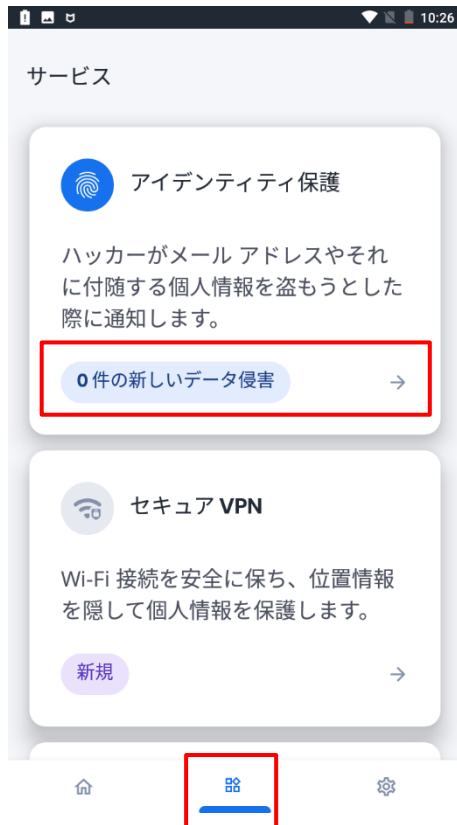 10:26
サービス
アイデンティティ保護
ハッカーがメール アドレスやそれ
に付随する個人情報を盗もうとした
際に通知します。
0 件の新しいデータ侵害
セキュア VPN
Wi-Fi 接続を安全に保ち、位置情報
を隠して個人情報を保護します。
新規